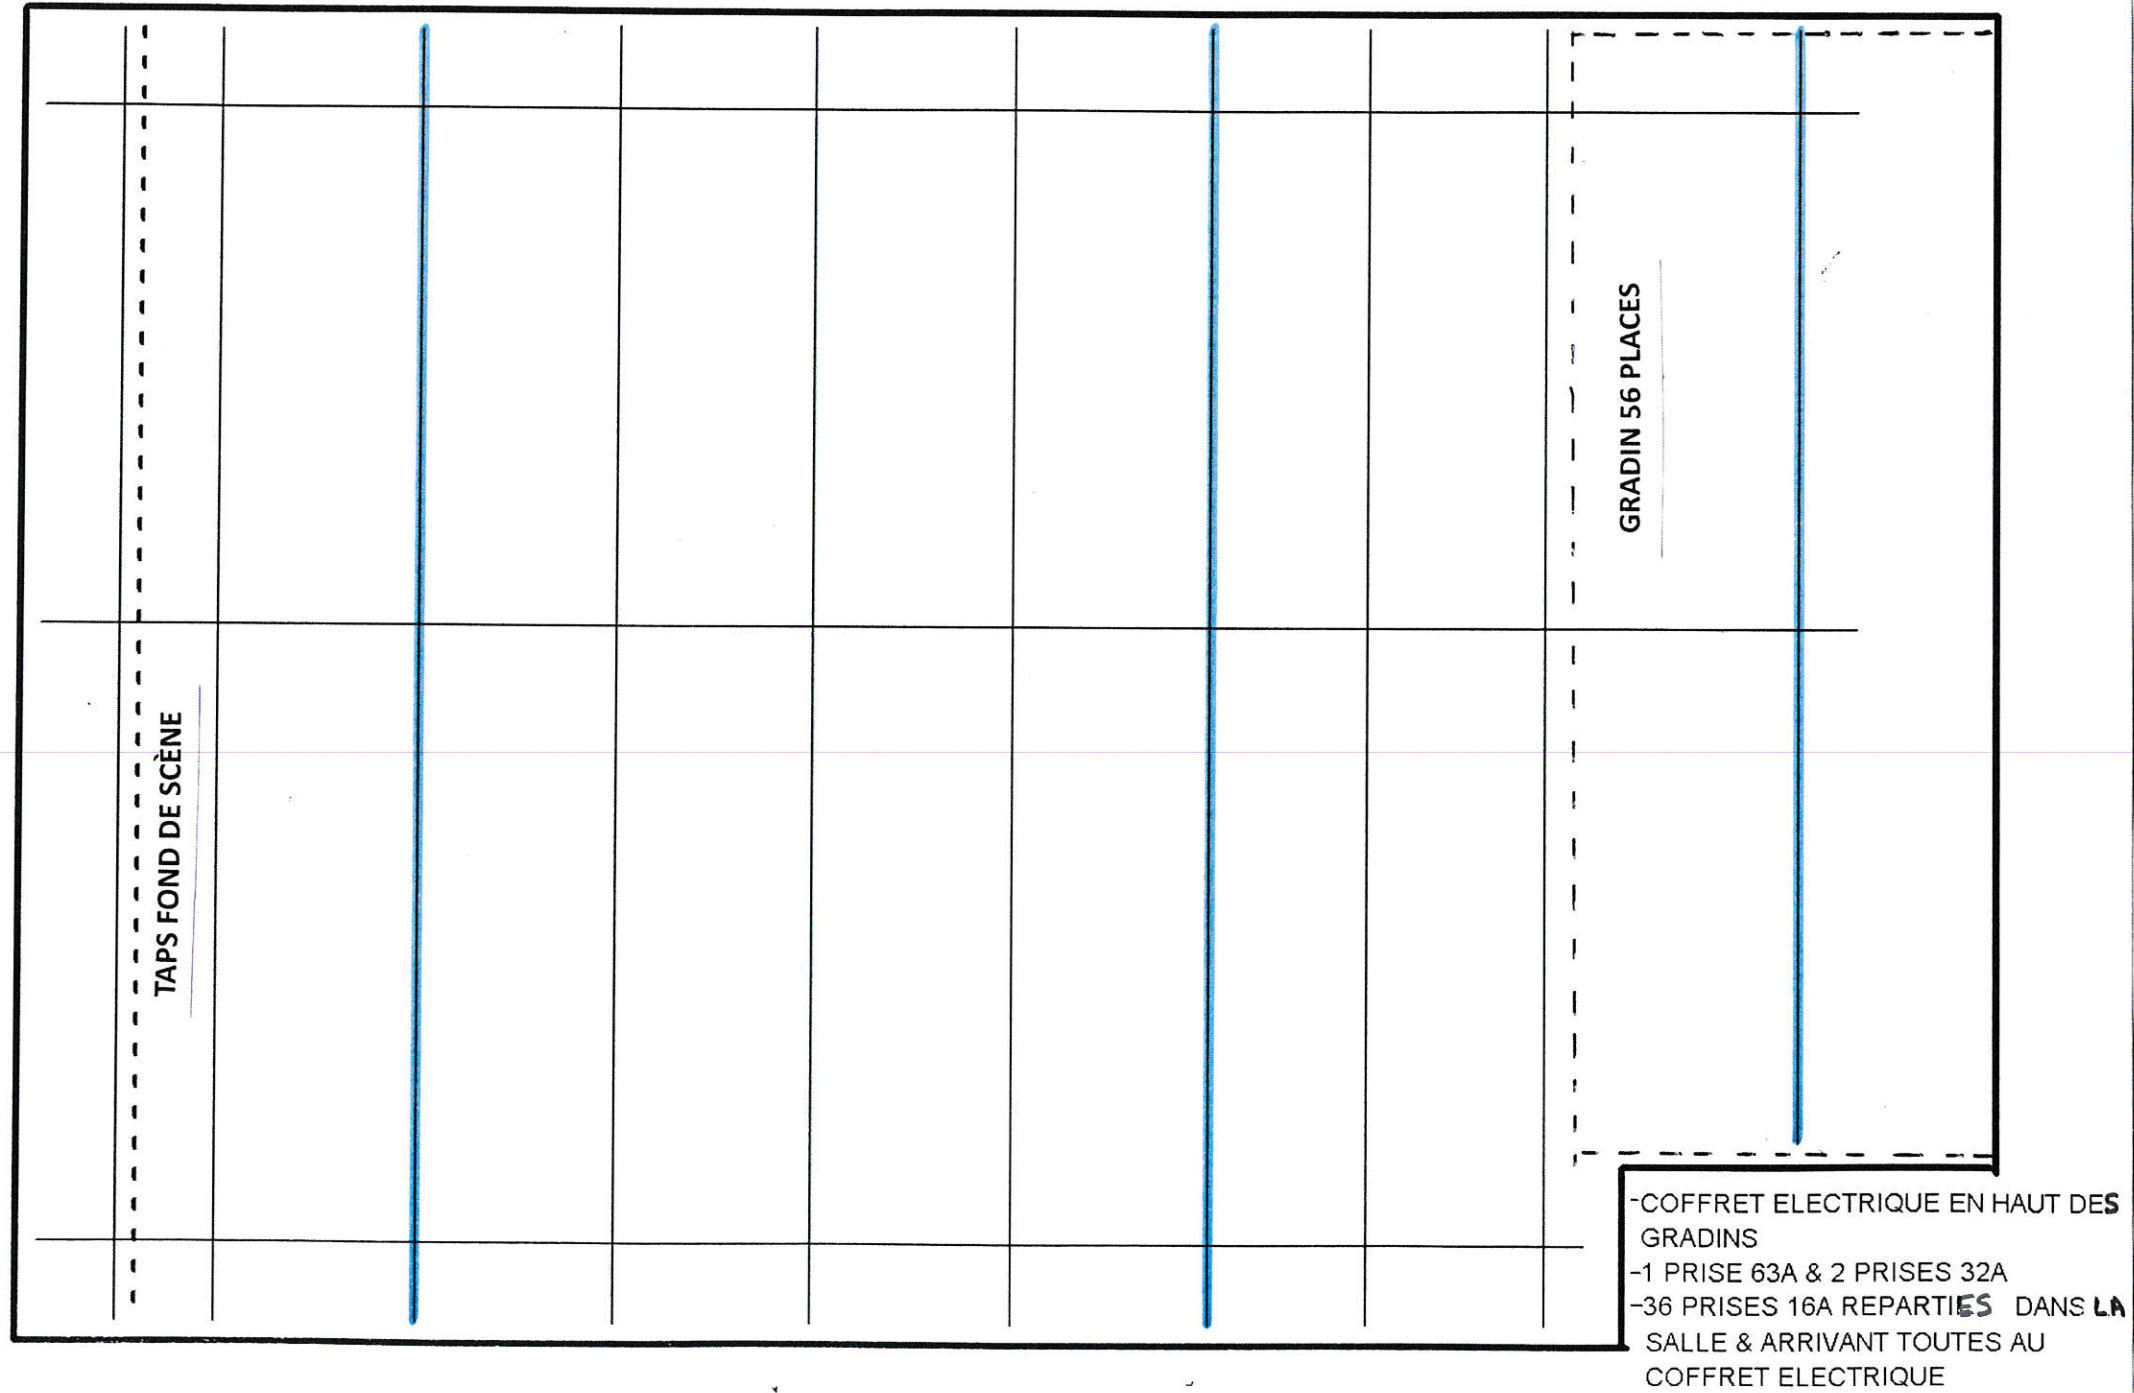 GRADIN 56 PLACES
TAPS FOND DE SCÈNE
-COFFRET ELECTRIQUE EN HAUT DES
GRADINS
-1 PRISE 63A & 2 PRISES 32A
-36 PRISES 16A REPARTIES DANS LA
SALLE & ARRIVANT TOUTES AU
COFFRET ELECTRIQUE